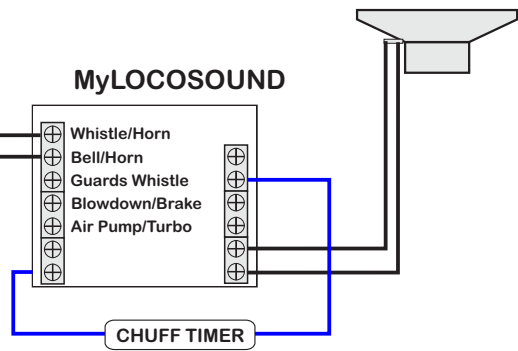 MyLOCOSOUND
Whistle/Horn
Bell/Horn
Guards Whistle
Blowdown/Brake
Air Pump/Turbo
CHUFF TIMER